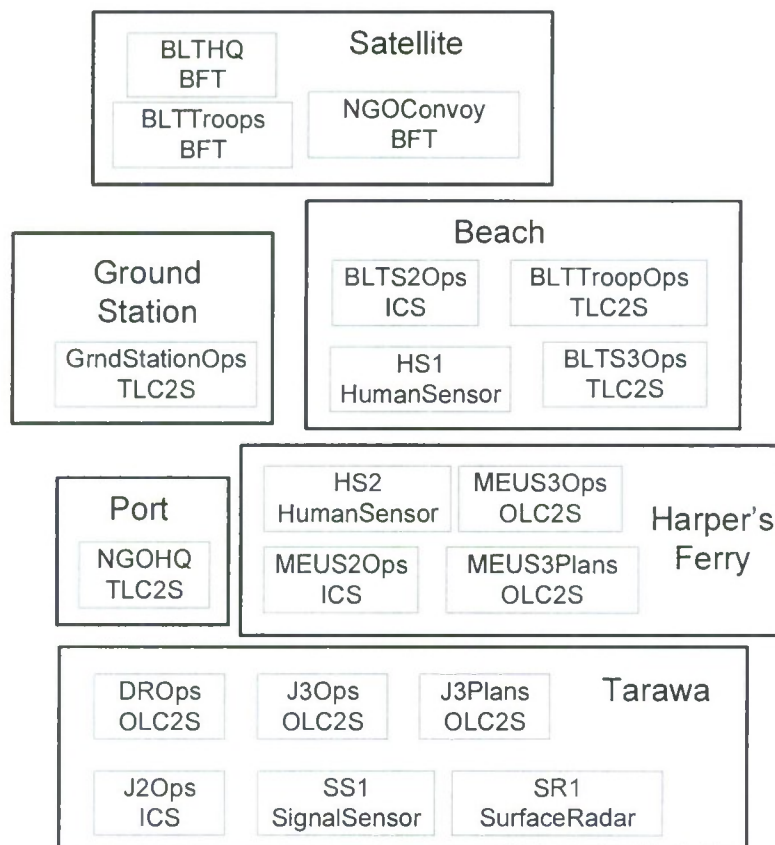 Satellite
BLTHQ
BFT
BLTTroops
BFT
NGOConvoy
BFT
Ground
Station
GrndStationOps
TLC2S
Beach
BLTS2Ops
ICS
BLTTroopOps
TLC2S
HS1
HumanSensor
BLTS3Ops
TLC2S
Port
NGOHQ
TLC2S
HS2
HumanSensor
MEUS3Ops
OLC2S
Harper's
Ferry
MEUS2Ops
ICS
MEUS3Plans
OLC2S
Tarawa
DROps
OLC2S
J3Ops
OLC2S
J3Plans
OLC2S
J2Ops
ICS
SS1
SignalSensor
SR1
SurfaceRadar